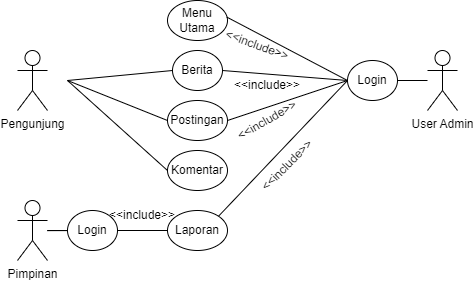 Menu
Utama
<<include>>
Berita
<<include>>
Login
Pengunjung
Postingan
<<include>>
User Admin
Komentar
<<include>>
<<include>>
Login
Laporan
Pimpinan